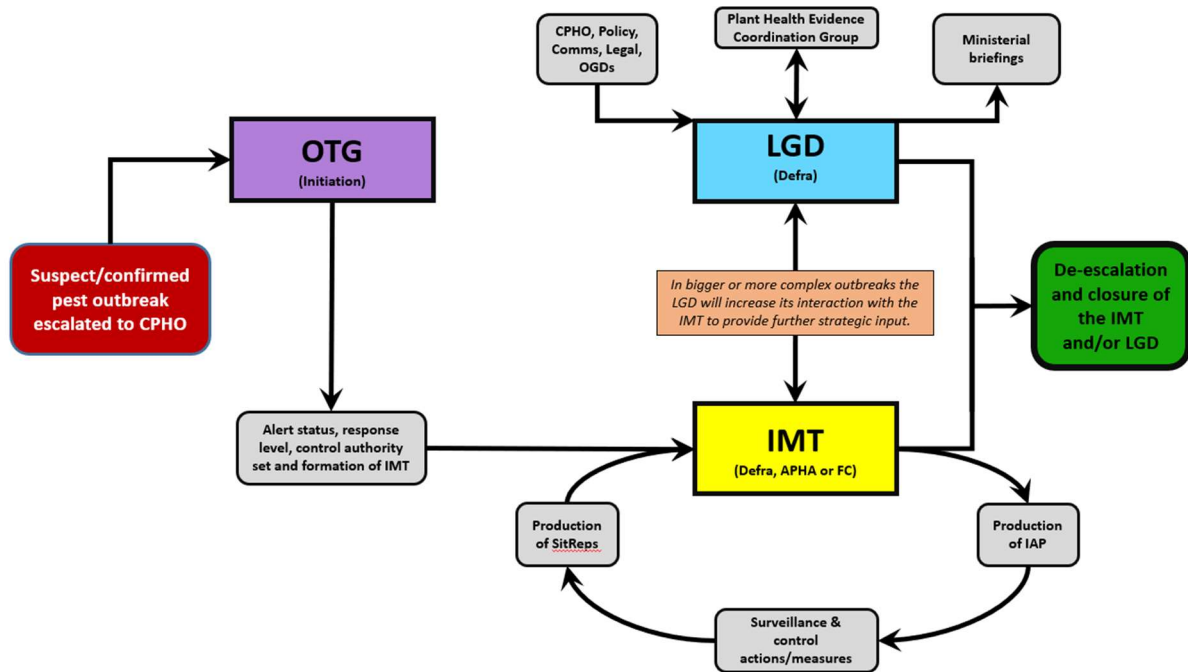 CPHO, Policy,
Comms, Legal,
OGDs
Plant Health Evidence
Coordination Group
Ministerial
briefings
OTG
(Initiation)
LGD
(Defra)
Suspect/confirmed
pest outbreak
escalated to CPHO
In bigger or more complex outbreaks the
LGD will increase its interaction with the
IMT to provide further strategic input.
De-escalation
and closure of
the IMT
and/or LGD
Alert status, response
level, control authority
set and formation of IMT
IMT
(Defra, APHA or FC)
Production
of SitReps
Production
of IAP
Surveillance &
control
actions/measures